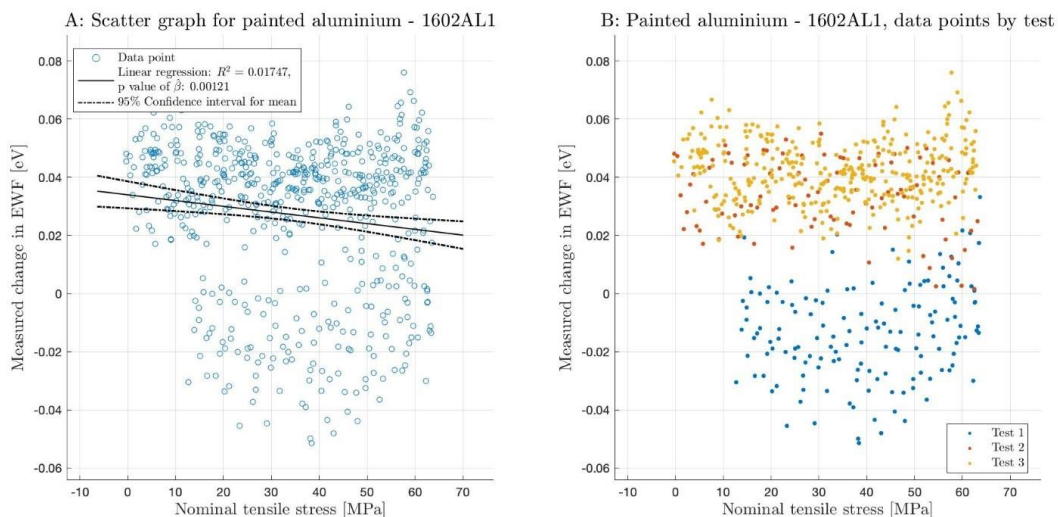 A: Scatter graph for painted aluminium - 1602AL1
Data point
Linear regression: R² = 0.01747,
p value of β̂: 0.00121
95% Confidence interval for mean
0.08
0.06
0.04
0.02
0
-0.02
-0.04
-0.06
Measured change in EWF [eV]
-10 0 10 20 30 40 50 60 70
Nominal tensile stress [MPa]
B: Painted aluminium - 1602AL1, data points by test
0.08
0.06
0.04
0.02
0
-0.02
-0.04
-0.06
Measured change in EWF [eV]
Test 1
Test 2
Test 3
-10 0 10 20 30 40 50 60 70
Nominal tensile stress [MPa]